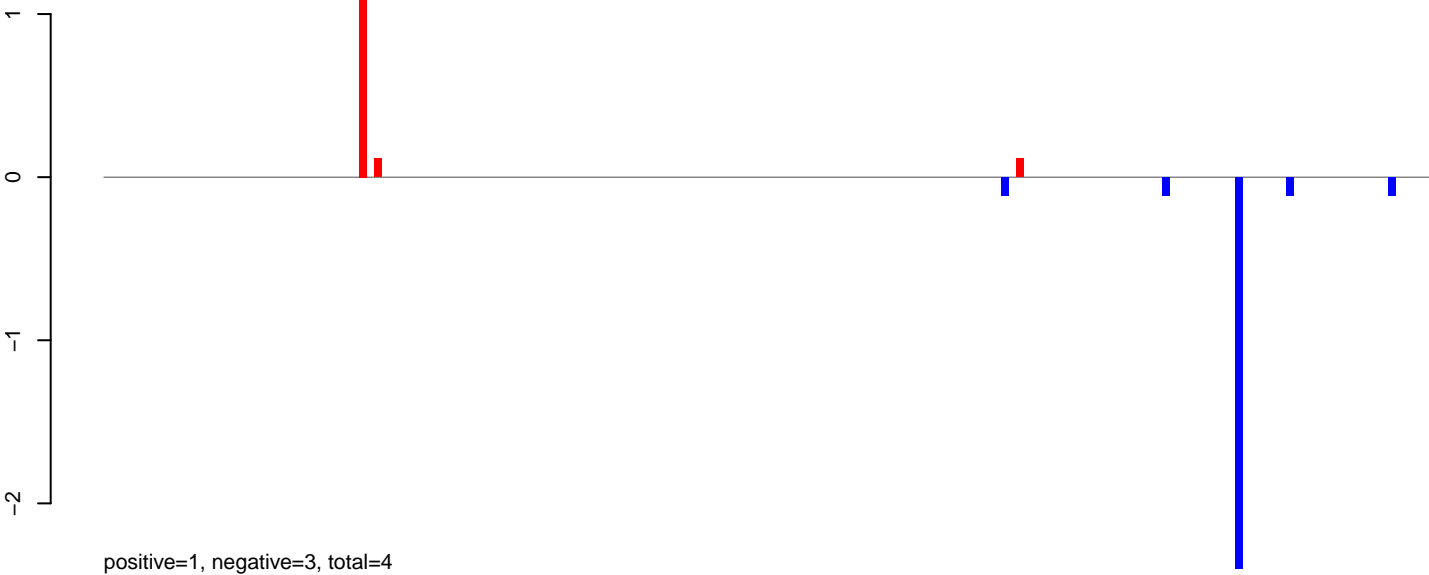 1
0
−1
−2
positive=1, negative=3, total=4